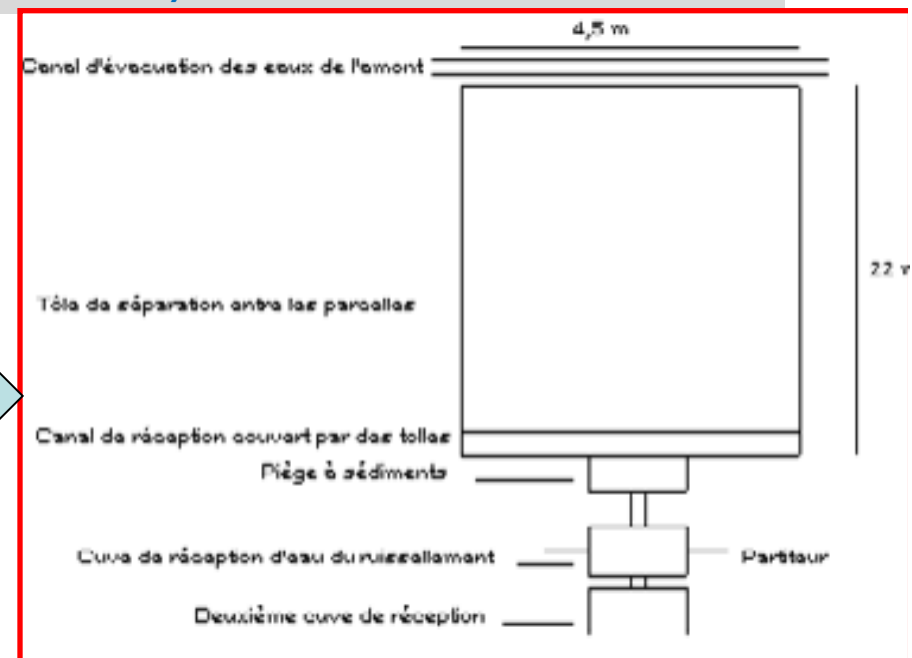 4,5 m
Canal d'évacuation des eaux de l'amont
22 m
Tôle de séparation entre les parcelles
Canal de réception couvert par des tolles
Piège à sédiments
Cuve de réception d'eau du ruissellement
Partiteur
Deuxième cuve de réception